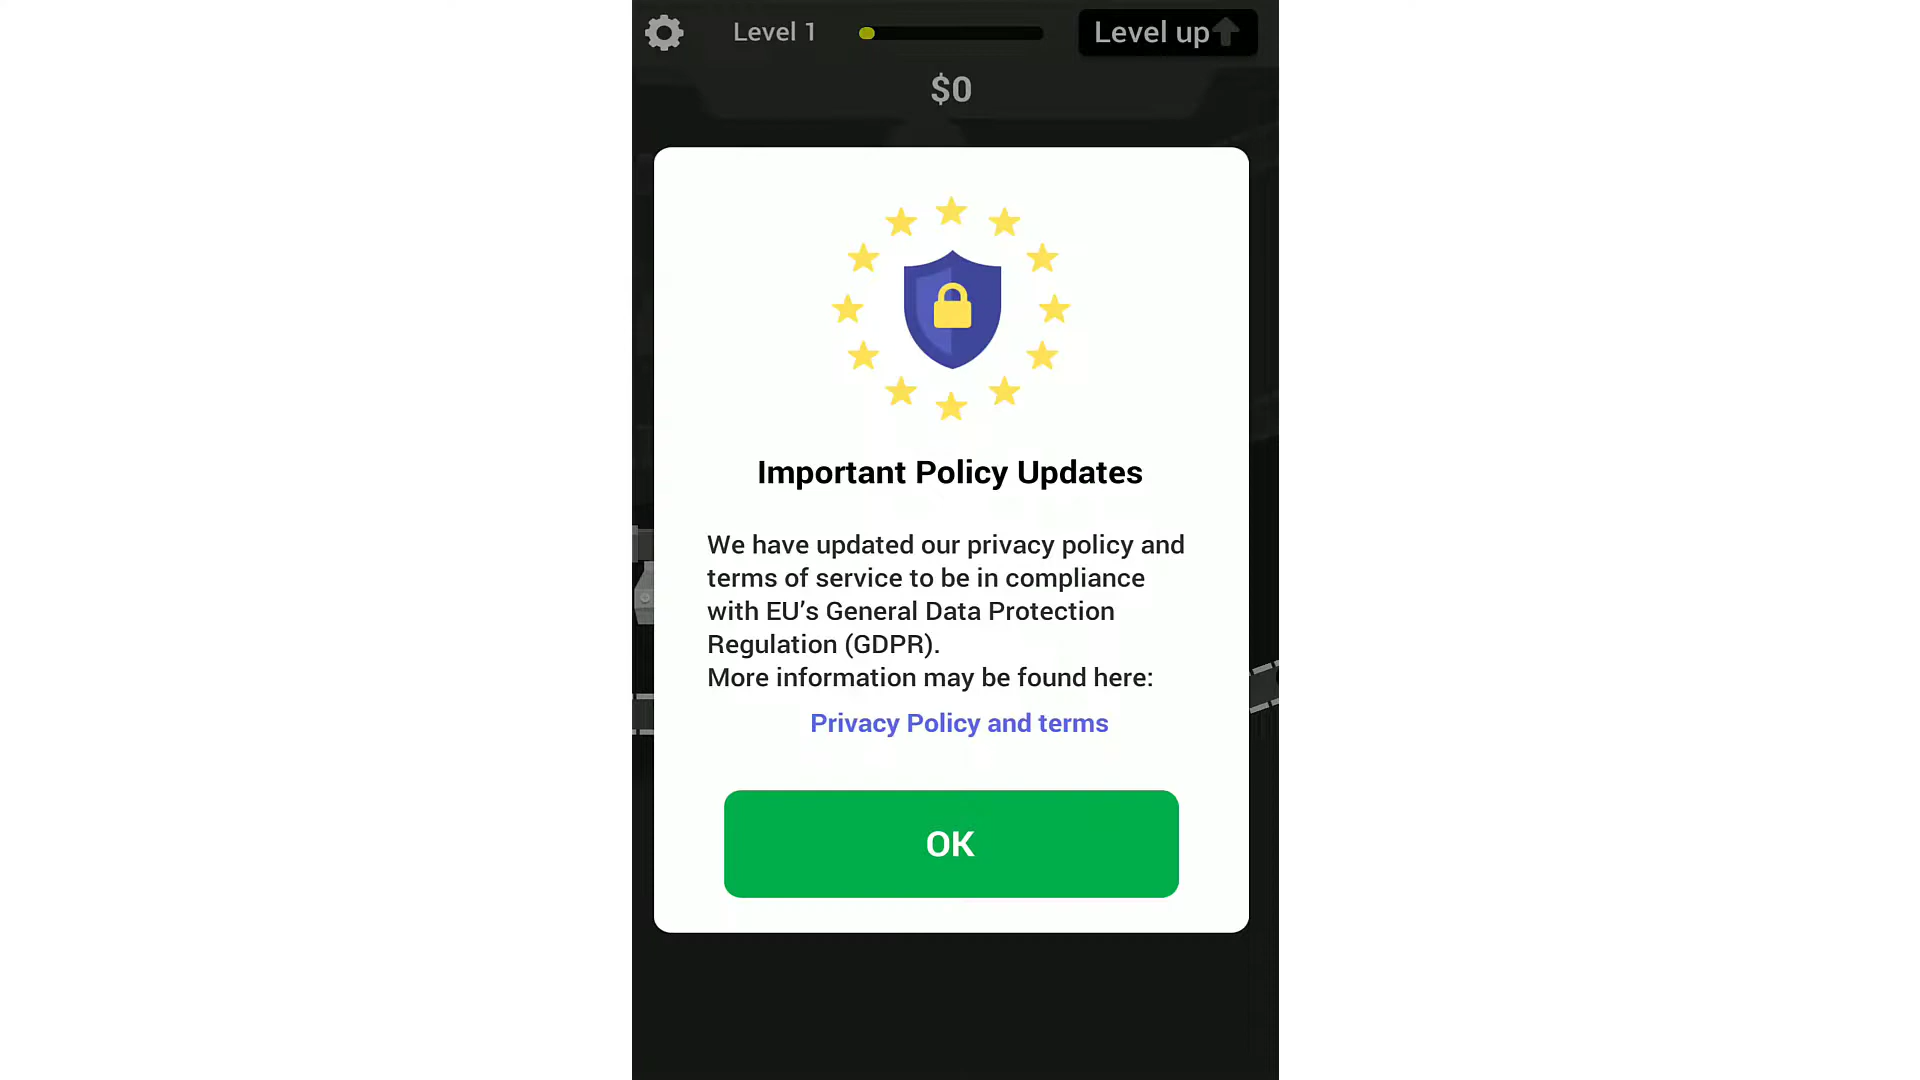 Level 1
Level up
$0
Important Policy Updates
We have updated our privacy policy and
terms of service to be in compliance
with EU’s General Data Protection
Regulation (GDPR).
More information may be found here:
Privacy Policy and terms
OK